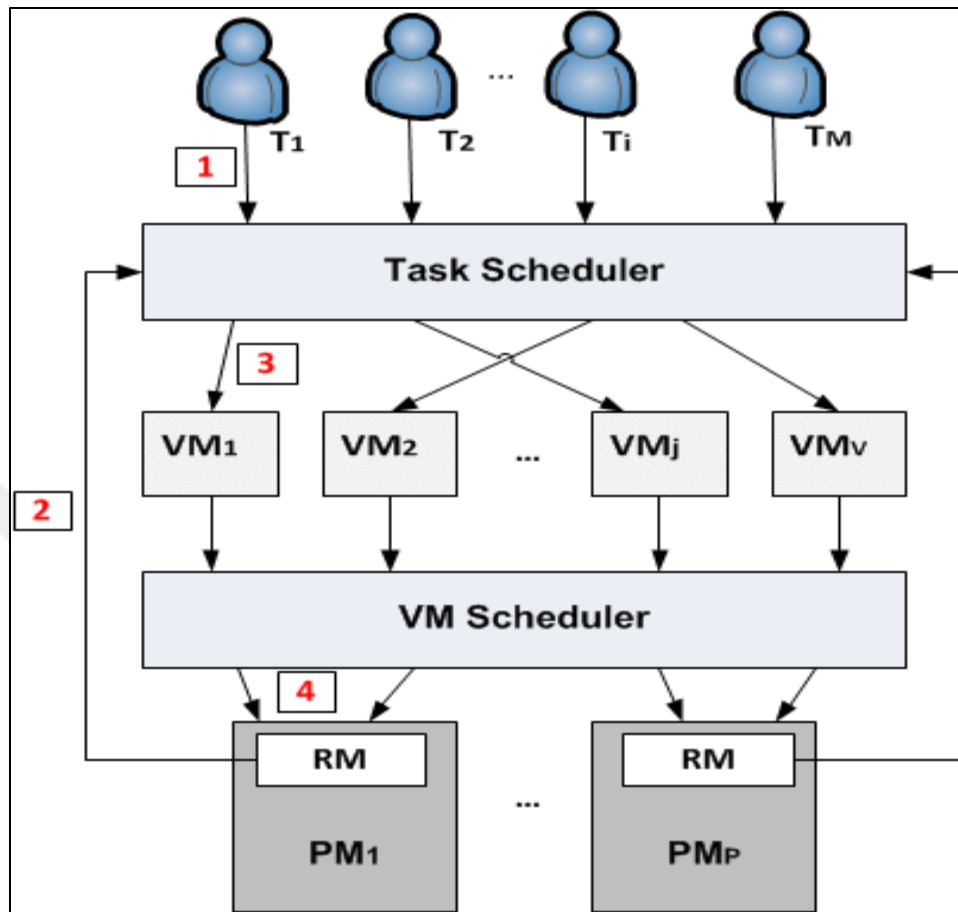 ...
T1 T2 Ti TM
1
Task Scheduler
3
VM1 VM2 ... VMj VMV
2
VM Scheduler
4
RM RM
...
PM1 PMP